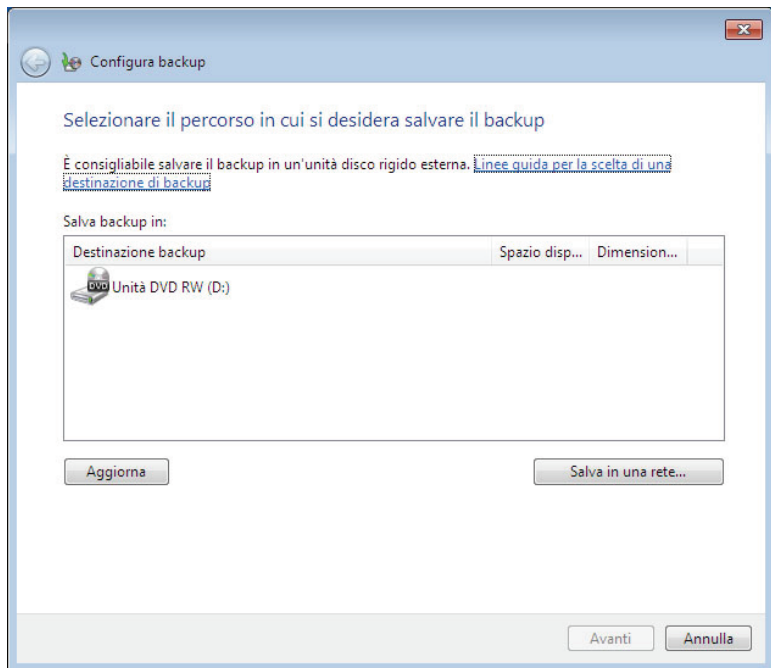 Configura backup
Selezionare il percorso in cui si desidera salvare il backup
È consigliabile salvare il backup in un'unità disco rigido esterna. Linee guida per la scelta di una
destinazione di backup
Salva backup in:
Destinazione backup Spazio disp... Dimension...
DVD Unità DVD RW (D:)
Aggiorna Salva in una rete...
Avanti Annulla